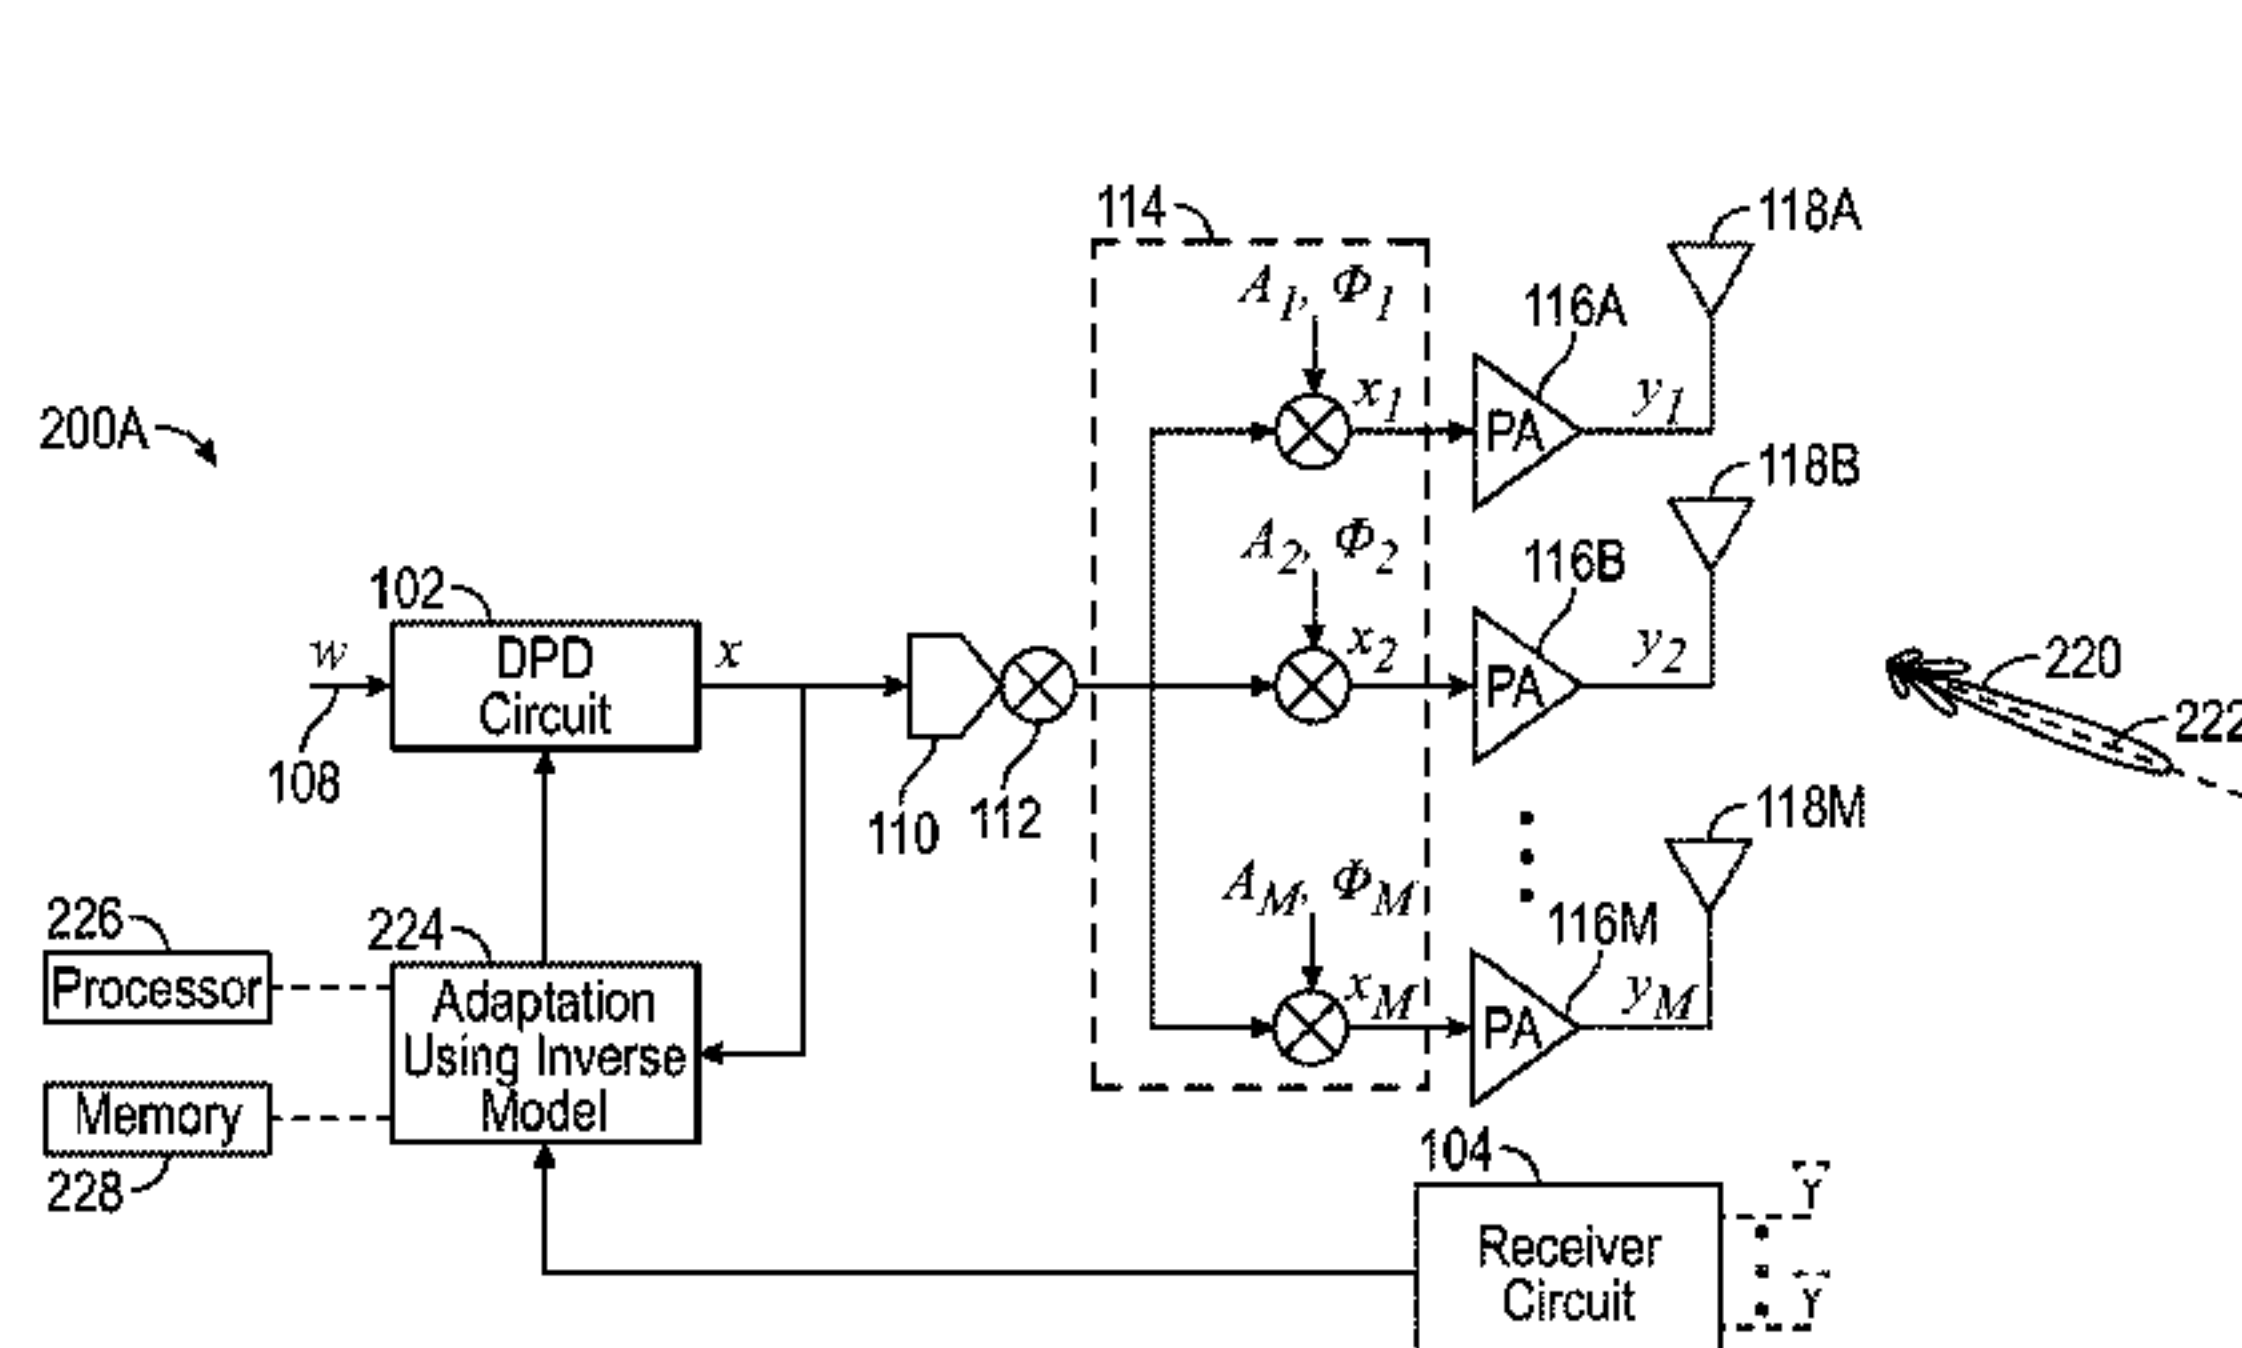 114
118A
A1, Φ1
116A
x1
y1
PA
200A
118B
A2, Φ2
116B
102
w
DPD
Circuit
x
x2
y2
PA
220
222
108
110
112
118M
AM, ΦM
116M
226
224
Processor
Adaptation
Using Inverse
Model
xM
yM
PA
Memory
228
104
Receiver
Circuit